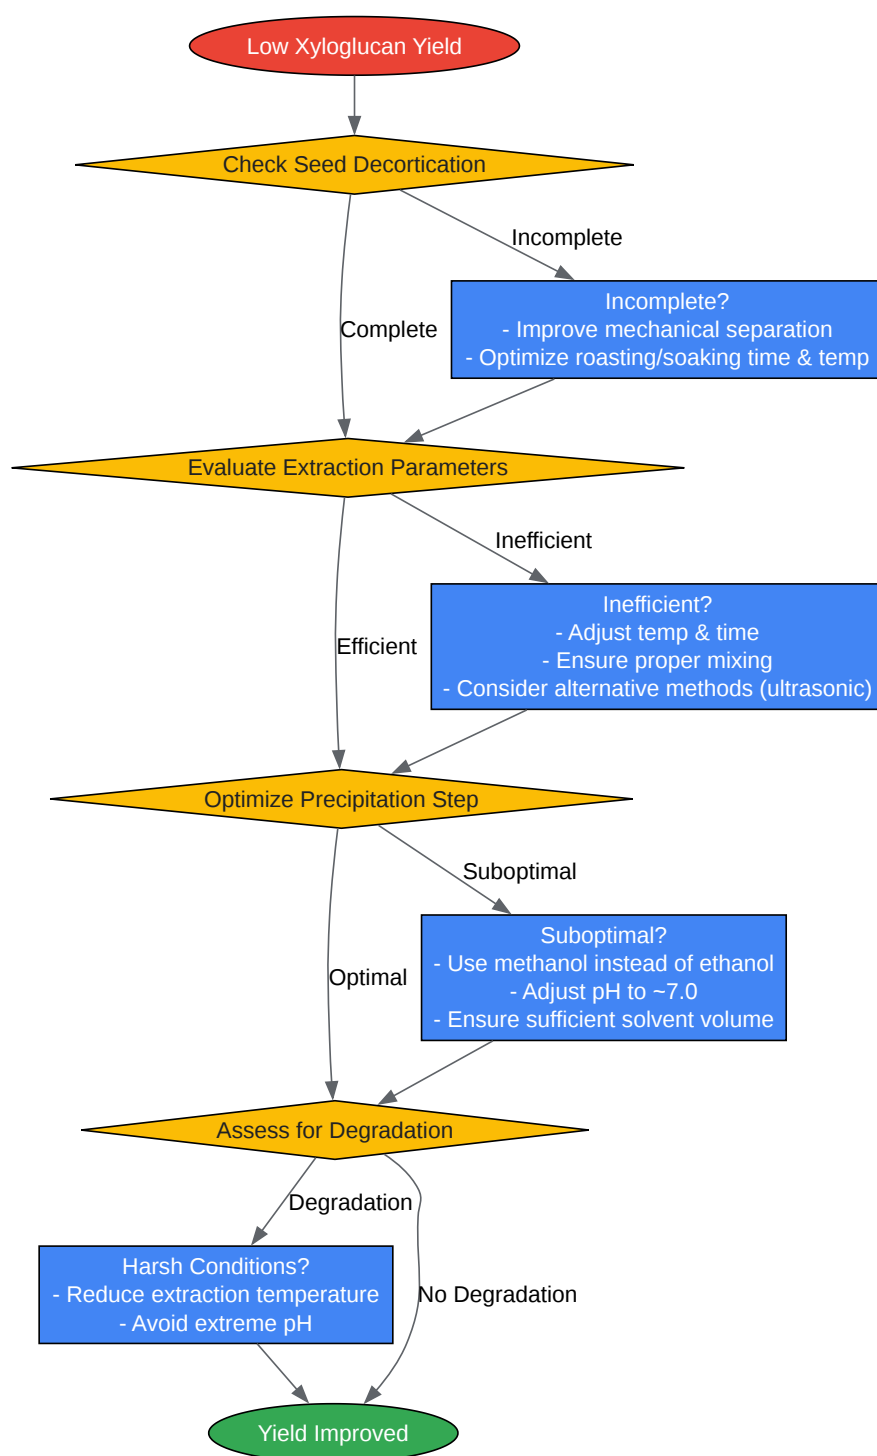 Low Xyloglucan Yield
Check Seed Decortication
Incomplete
Incomplete?
- Improve mechanical separation
- Optimize roasting/soaking time & temp
Complete
Evaluate Extraction Parameters
Inefficient
Inefficient?
- Adjust temp & time
- Ensure proper mixing
- Consider alternative methods (ultrasonic)
Efficient
Optimize Precipitation Step
Suboptimal
Suboptimal?
- Use methanol instead of ethanol
- Adjust pH to ~7.0
- Ensure sufficient solvent volume
Optimal
Assess for Degradation
Degradation
Harsh Conditions?
- Reduce extraction temperature
- Avoid extreme pH
No Degradation
Yield Improved